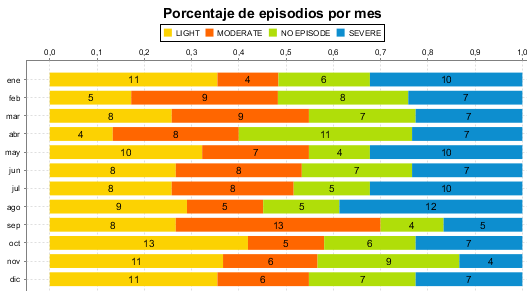 Porcentaje de episodios por mes
LIGHT MODERATE NO EPISODE SEVERE
0,0 0,1 0,2 0,3 0,4 0,5 0,6 0,7 0,8 0,9 1,0
ene 11 4 6 10
feb 5 9 8 7
mar 8 9 7 7
abr 4 8 11 7
may 10 7 4 10
jun 8 8 7 7
jul 8 8 5 10
ago 9 5 5 12
sep 8 13 4 5
oct 13 5 6 7
nov 11 6 9 4
dic 11 6 7 7